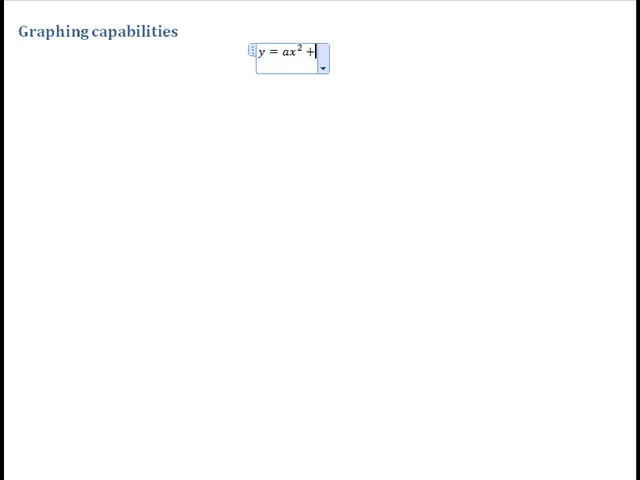 Graphing capabilities
y = ax² +